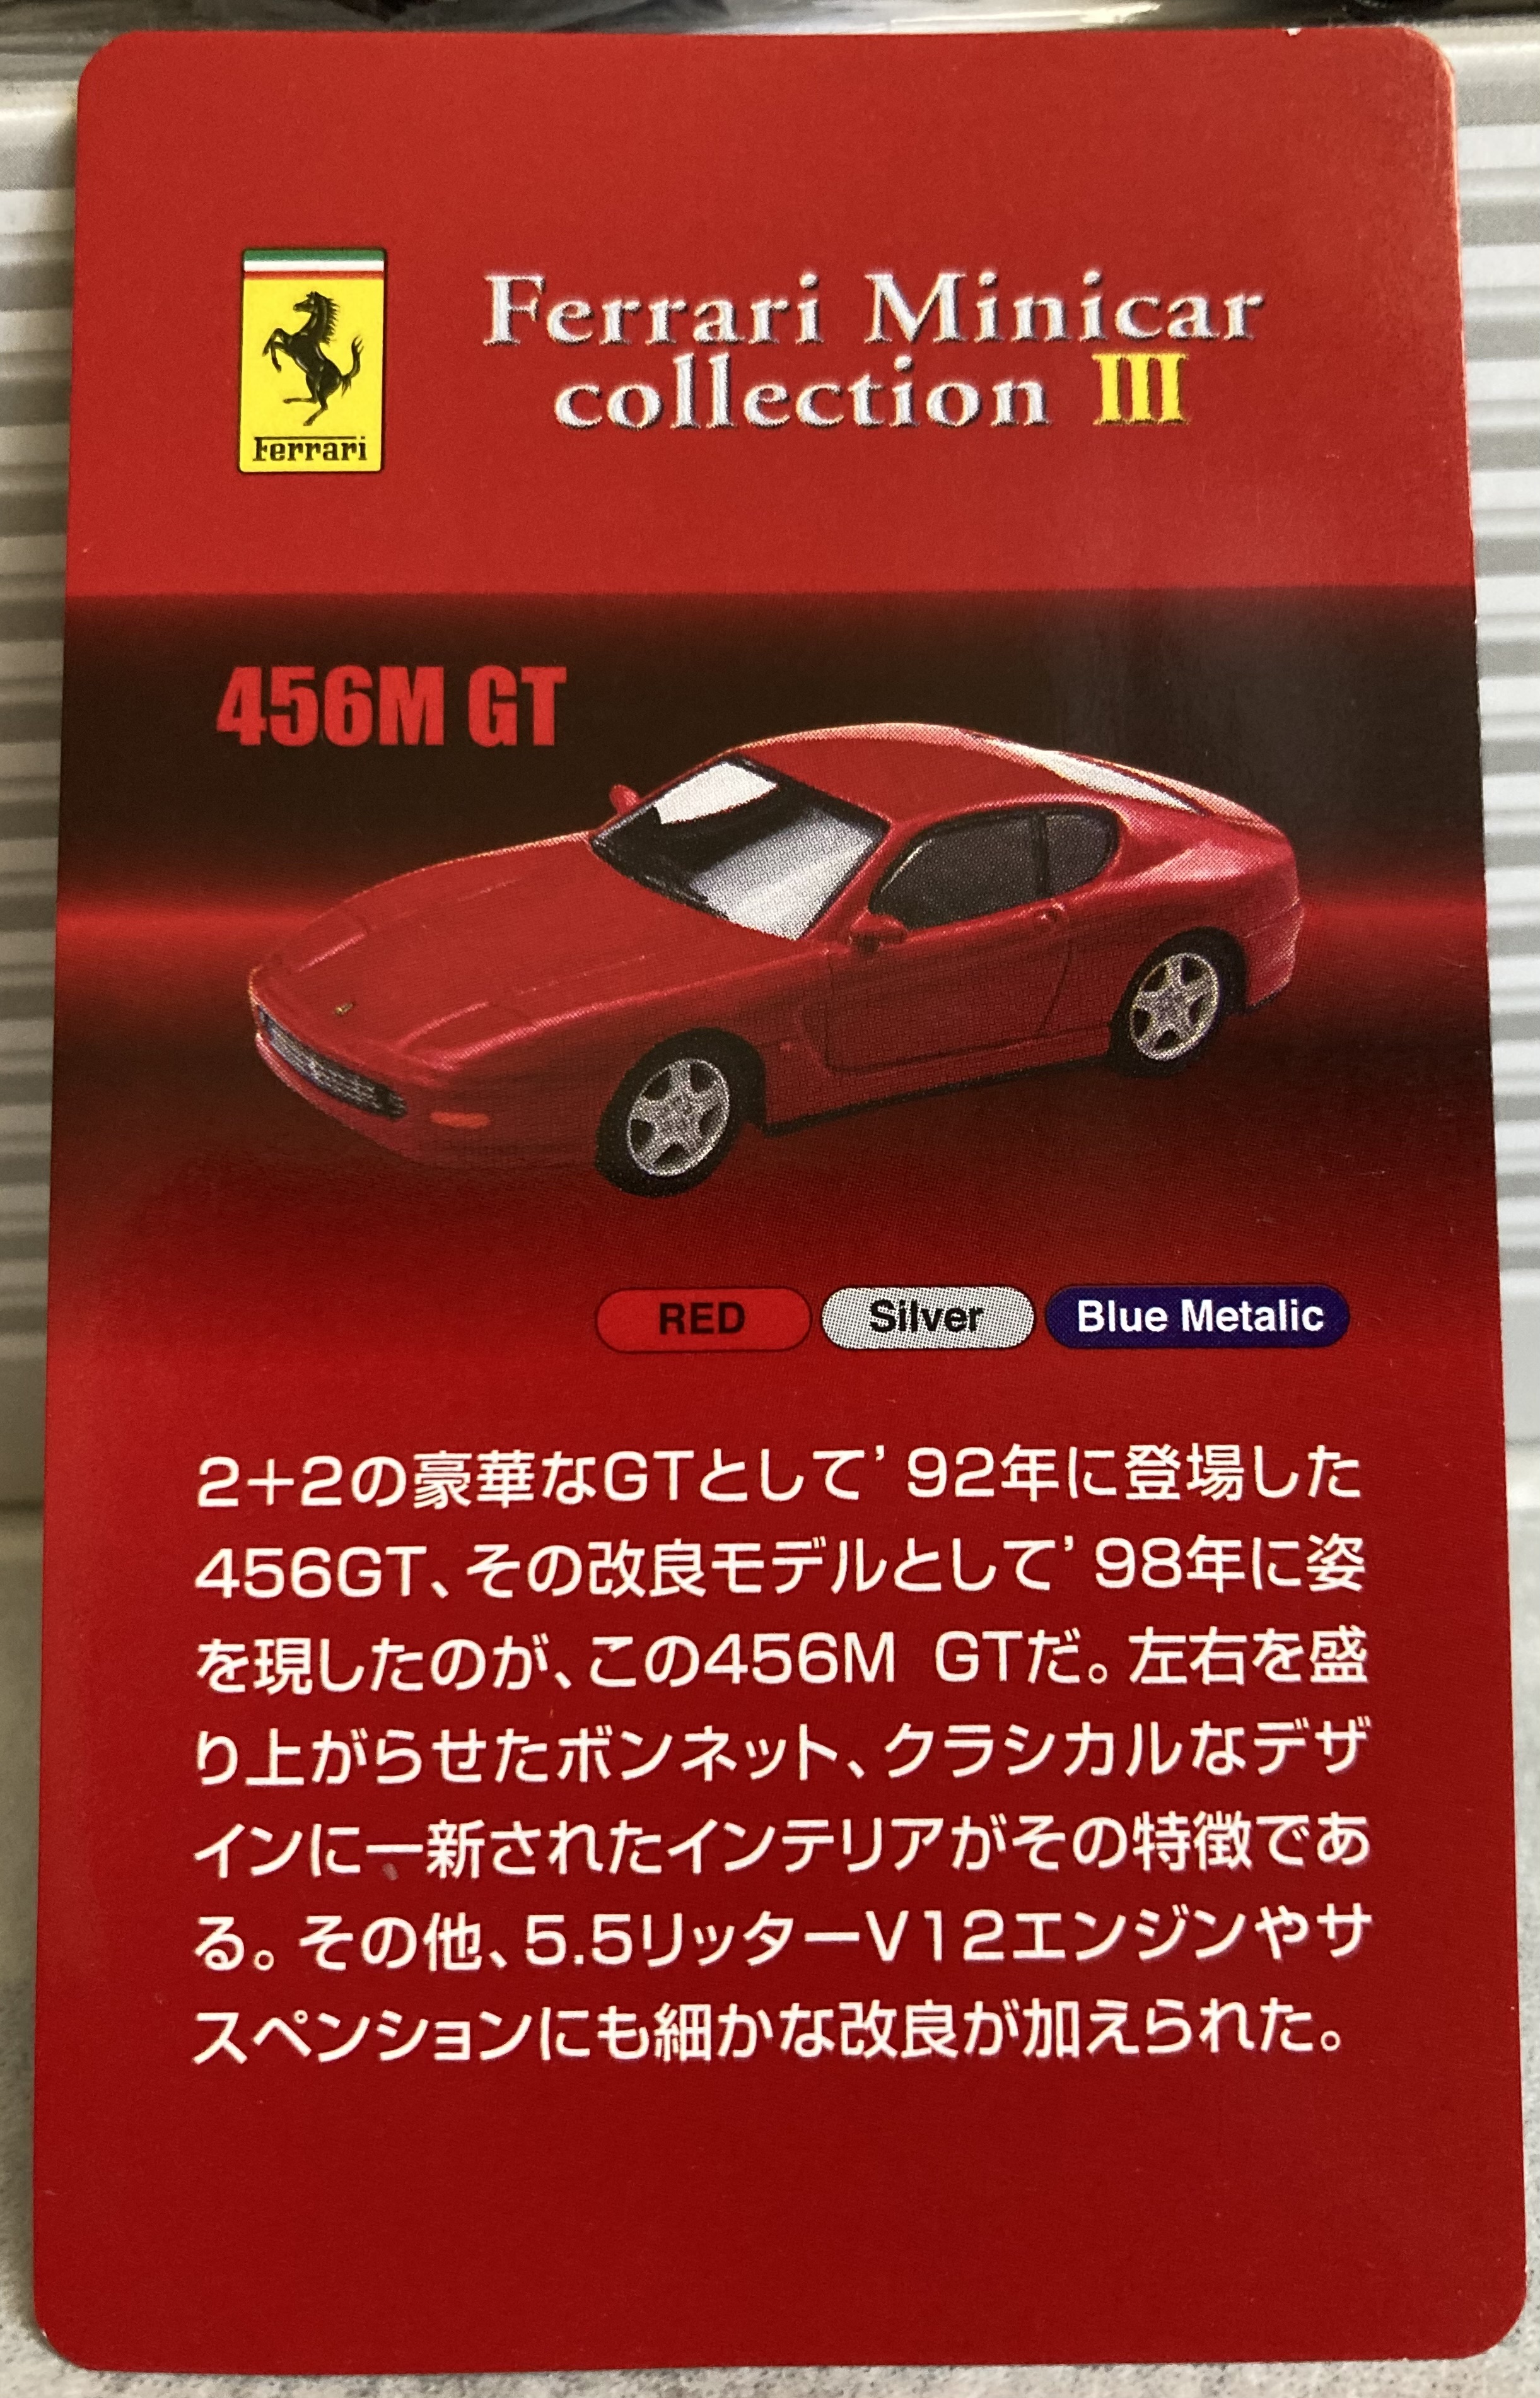 Ferrari
Ferrari Minicar
collection III
456M GT
RED Silver Blue Metalic
2+2の豪華なGTとして’92年に登場した
456GT、その改良モデルとして’98年に姿
を現したのが、この456M GTだ。左右を盛
り上がらせたボンネット、クラシカルなデザ
インに一新されたインテリアがその特徴であ
る。その他、5.5リッターV12エンジンやサ
スペンションにも細かな改良が加えられた。